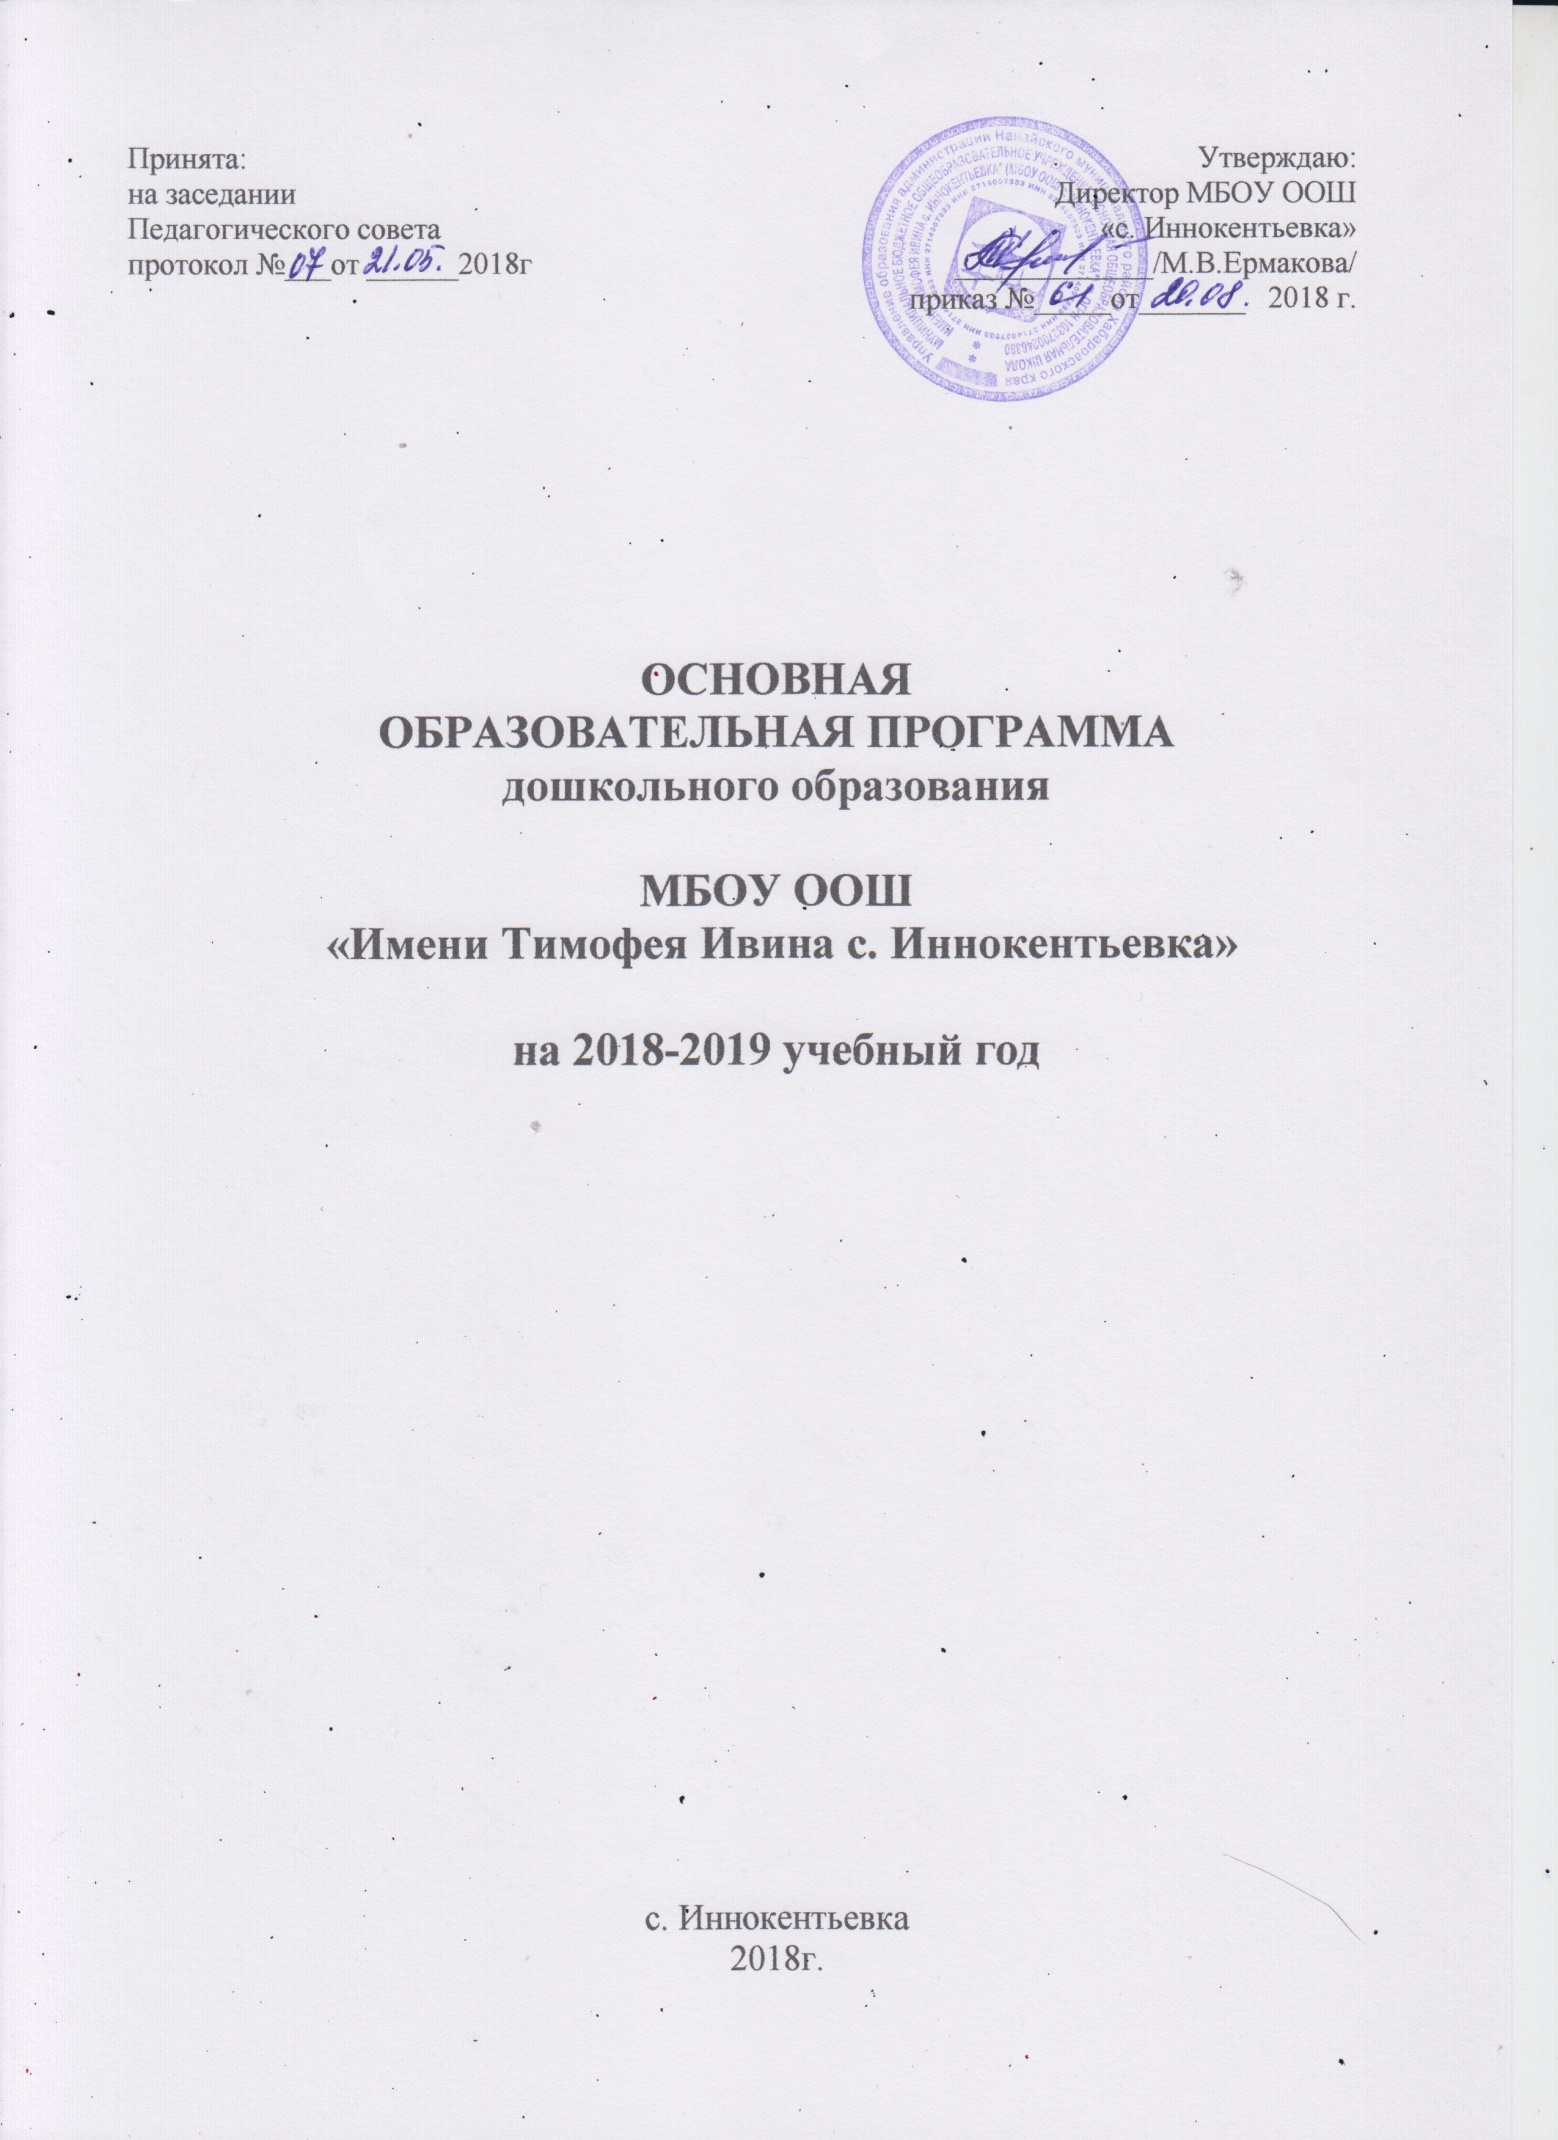 Принята:
на заседании
Педагогического совета
протокол № 07 от 21.05. 2018г
Утверждаю:
Директор МБОУ ООШ
«с. Иннокентьевка»
/М.В.Ермакова/
приказ № 61 от 20.08. 2018 г.
ОСНОВНАЯ
ОБРАЗОВАТЕЛЬНАЯ ПРОГРАММА
дошкольного образования
МБОУ ООШ
«Имени Тимофея Ивина с. Иннокентьевка»
на 2018-2019 учебный год
с. Иннокентьевка
2018г.